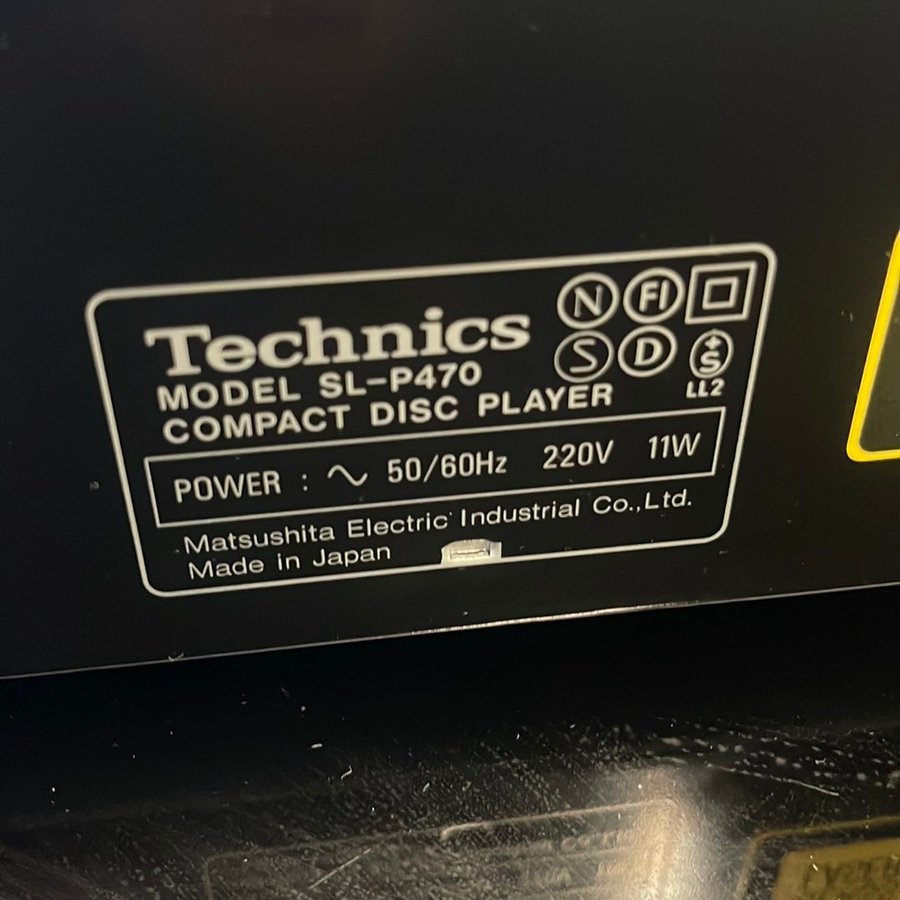 Technics
MODEL SL-P470
COMPACT DISC PLAYER
N FI
S D +S
LL2
POWER : ∿ 50/60Hz 220V 11W
Matsushita Electric Industrial Co.,Ltd.
Made in Japan